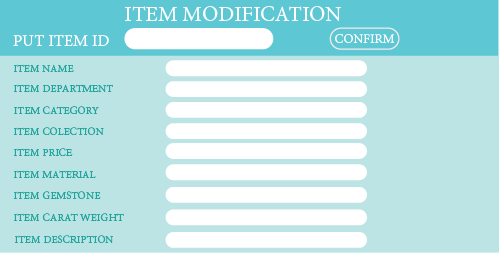 ITEM MODIFICATION
PUT ITEM ID
CONFIRM
ITEM NAME
ITEM DEPARTMENT
ITEM CATEGORY
ITEM COLECTION
ITEM PRICE
ITEM MATERIAL
ITEM GEMSTONE
ITEM CARAT WEIGHT
ITEM DESCRIPTION